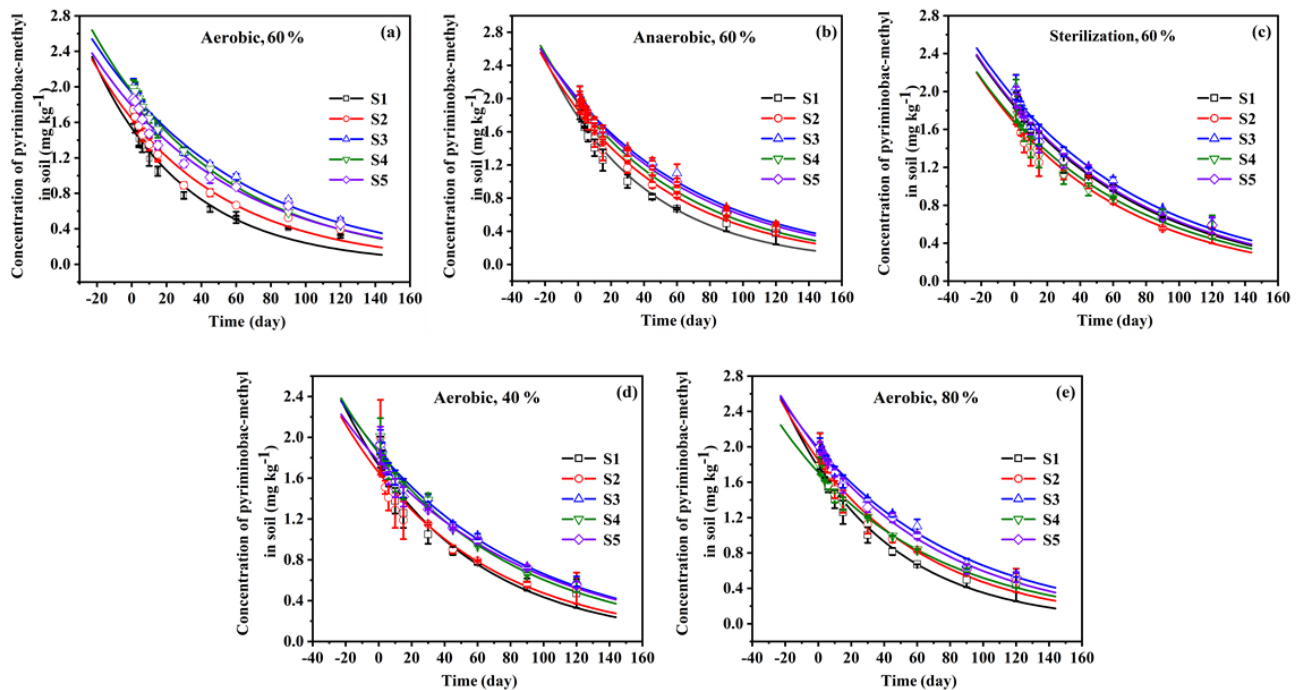 Concentration of pyriminobac-methyl
in soil (mg kg⁻¹)
2.8
2.4
2.0
1.6
1.2
0.8
0.4
0.0
Aerobic, 60 %
(a)
S1
S2
S3
S4
S5
-20 0 20 40 60 80 100 120 140 160
Time (day)
Concentration of pyriminobac-methyl
in soil (mg kg⁻¹)
2.8
2.4
2.0
1.6
1.2
0.8
0.4
0.0
Anaerobic, 60 %
(b)
S1
S2
S3
S4
S5
-40 -20 0 20 40 60 80 100 120 140 160
Time (day)
Concentration of pyriminobac-methyl
in soil (mg kg⁻¹)
2.8
2.4
2.0
1.6
1.2
0.8
0.4
0.0
Sterilization, 60 %
(c)
S1
S2
S3
S4
S5
-40 -20 0 20 40 60 80 100 120 140 160
Time (day)
Concentration of pyriminobac-methyl
in soil (mg kg⁻¹)
2.4
2.0
1.6
1.2
0.8
0.4
0.0
Aerobic, 40 %
(d)
S1
S2
S3
S4
S5
-40 -20 0 20 40 60 80 100 120 140 160
Time (day)
Concentration of pyriminobac-methyl
in soil (mg kg⁻¹)
2.8
2.4
2.0
1.6
1.2
0.8
0.4
0.0
Aerobic, 80 %
(e)
S1
S2
S3
S4
S5
-40 -20 0 20 40 60 80 100 120 140 160
Time (day)